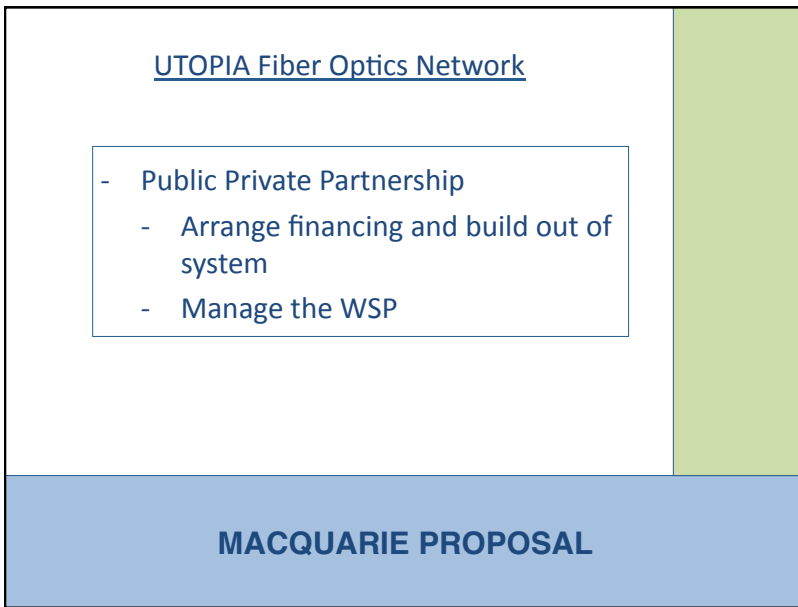 UTOPIA Fiber Optics Network
- Public Private Partnership
- Arrange financing and build out of
system
- Manage the WSP
MACQUARIE PROPOSAL